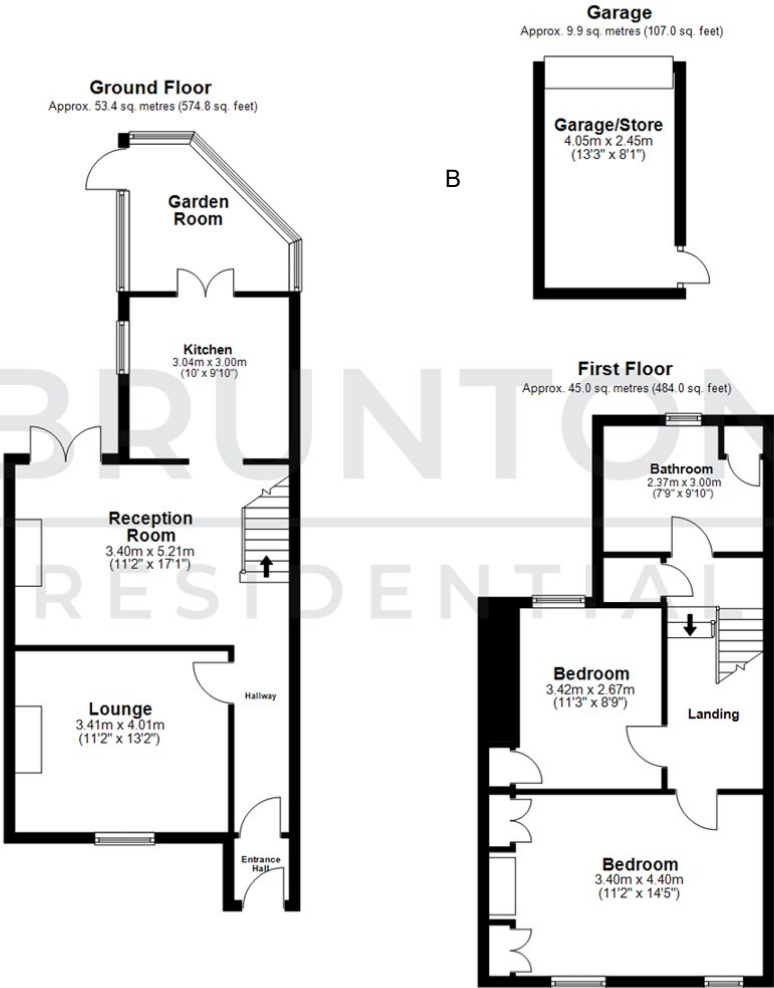 Garage
Approx. 9.9 sq. metres (107.0 sq. feet)
Garage/Store
4.05m x 2.45m
(13'3" x 8'1")
B
Ground Floor
Approx. 53.4 sq. metres (574.8 sq. feet)
Garden
Room
Kitchen
3.04m x 3.00m
(10' x 9'10")
Reception
Room
3.40m x 5.21m
(11'2" x 17'1")
Hallway
Lounge
3.41m x 4.01m
(11'2" x 13'2")
Entrance
Hall
First Floor
Approx. 45.0 sq. metres (484.0 sq. feet)
Bathroom
2.37m x 3.00m
(7'9" x 9'10")
Bedroom
3.42m x 2.67m
(11'3" x 8'9")
Landing
Bedroom
3.40m x 4.40m
(11'2" x 14'5")
BRUNTON
RESIDENTIAL